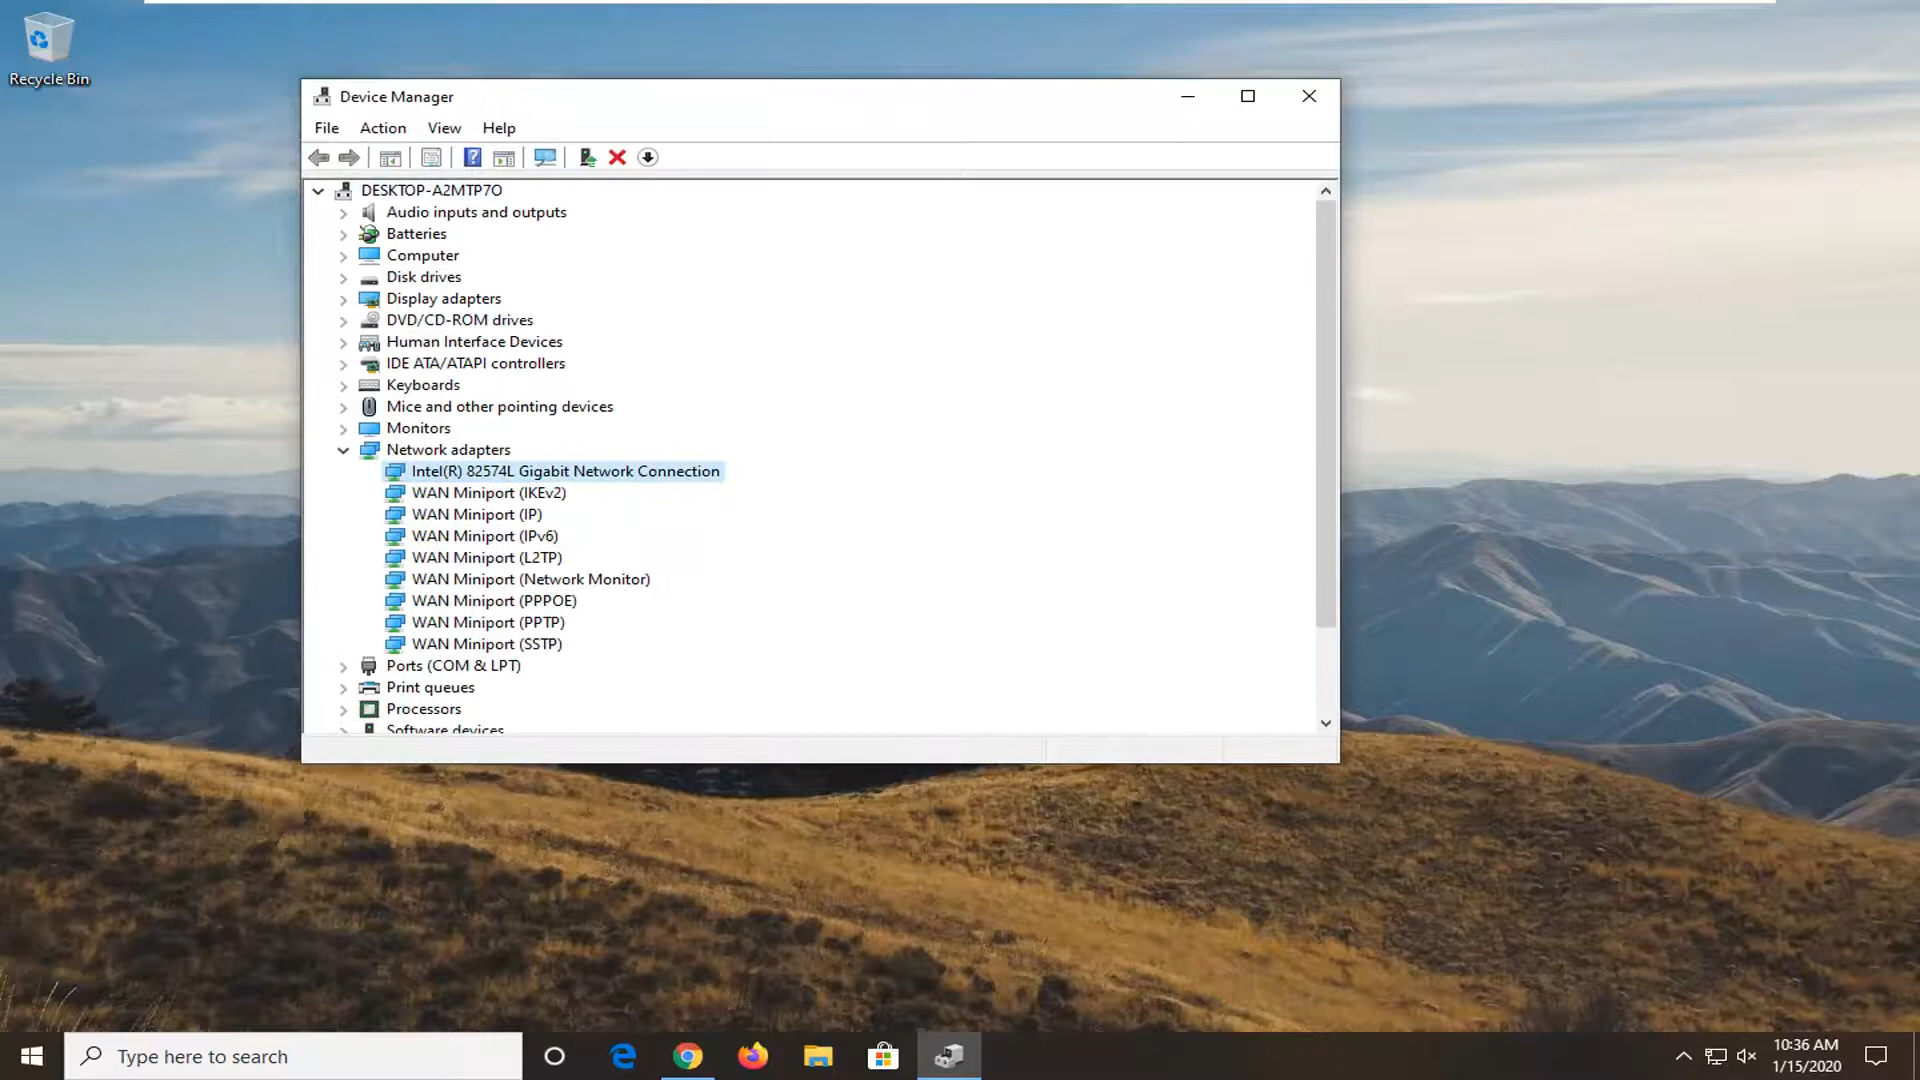 Recycle Bin
Device Manager
File Action View Help
DESKTOP-A2MTP7O
Audio inputs and outputs
Batteries
Computer
Disk drives
Display adapters
DVD/CD-ROM drives
Human Interface Devices
IDE ATA/ATAPI controllers
Keyboards
Mice and other pointing devices
Monitors
Network adapters
Intel(R) 82574L Gigabit Network Connection
WAN Miniport (IKEv2)
WAN Miniport (IP)
WAN Miniport (IPv6)
WAN Miniport (L2TP)
WAN Miniport (Network Monitor)
WAN Miniport (PPPOE)
WAN Miniport (PPTP)
WAN Miniport (SSTP)
Ports (COM & LPT)
Print queues
Processors
Software devices
Type here to search
10:36 AM
1/15/2020